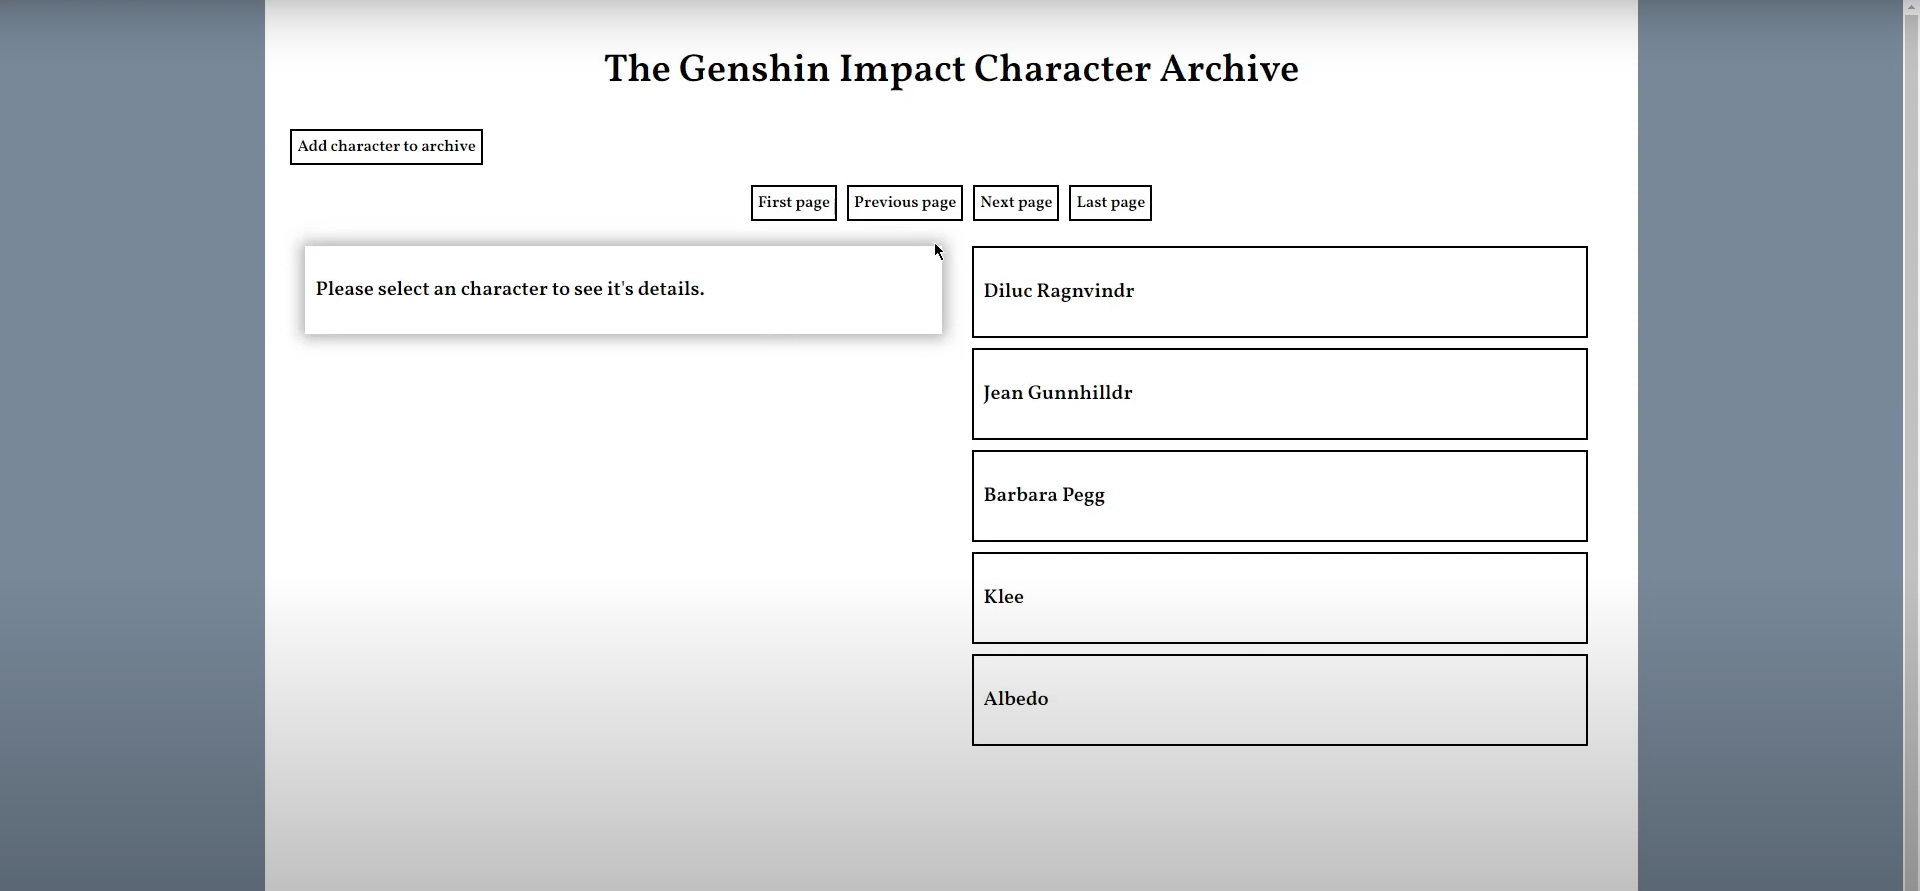 The Genshin Impact Character Archive
Add character to archive
First page
Previous page
Next page
Last page
Please select an character to see it's details.
Diluc Ragnvindr
Jean Gunnhilldr
Barbara Pegg
Klee
Albedo